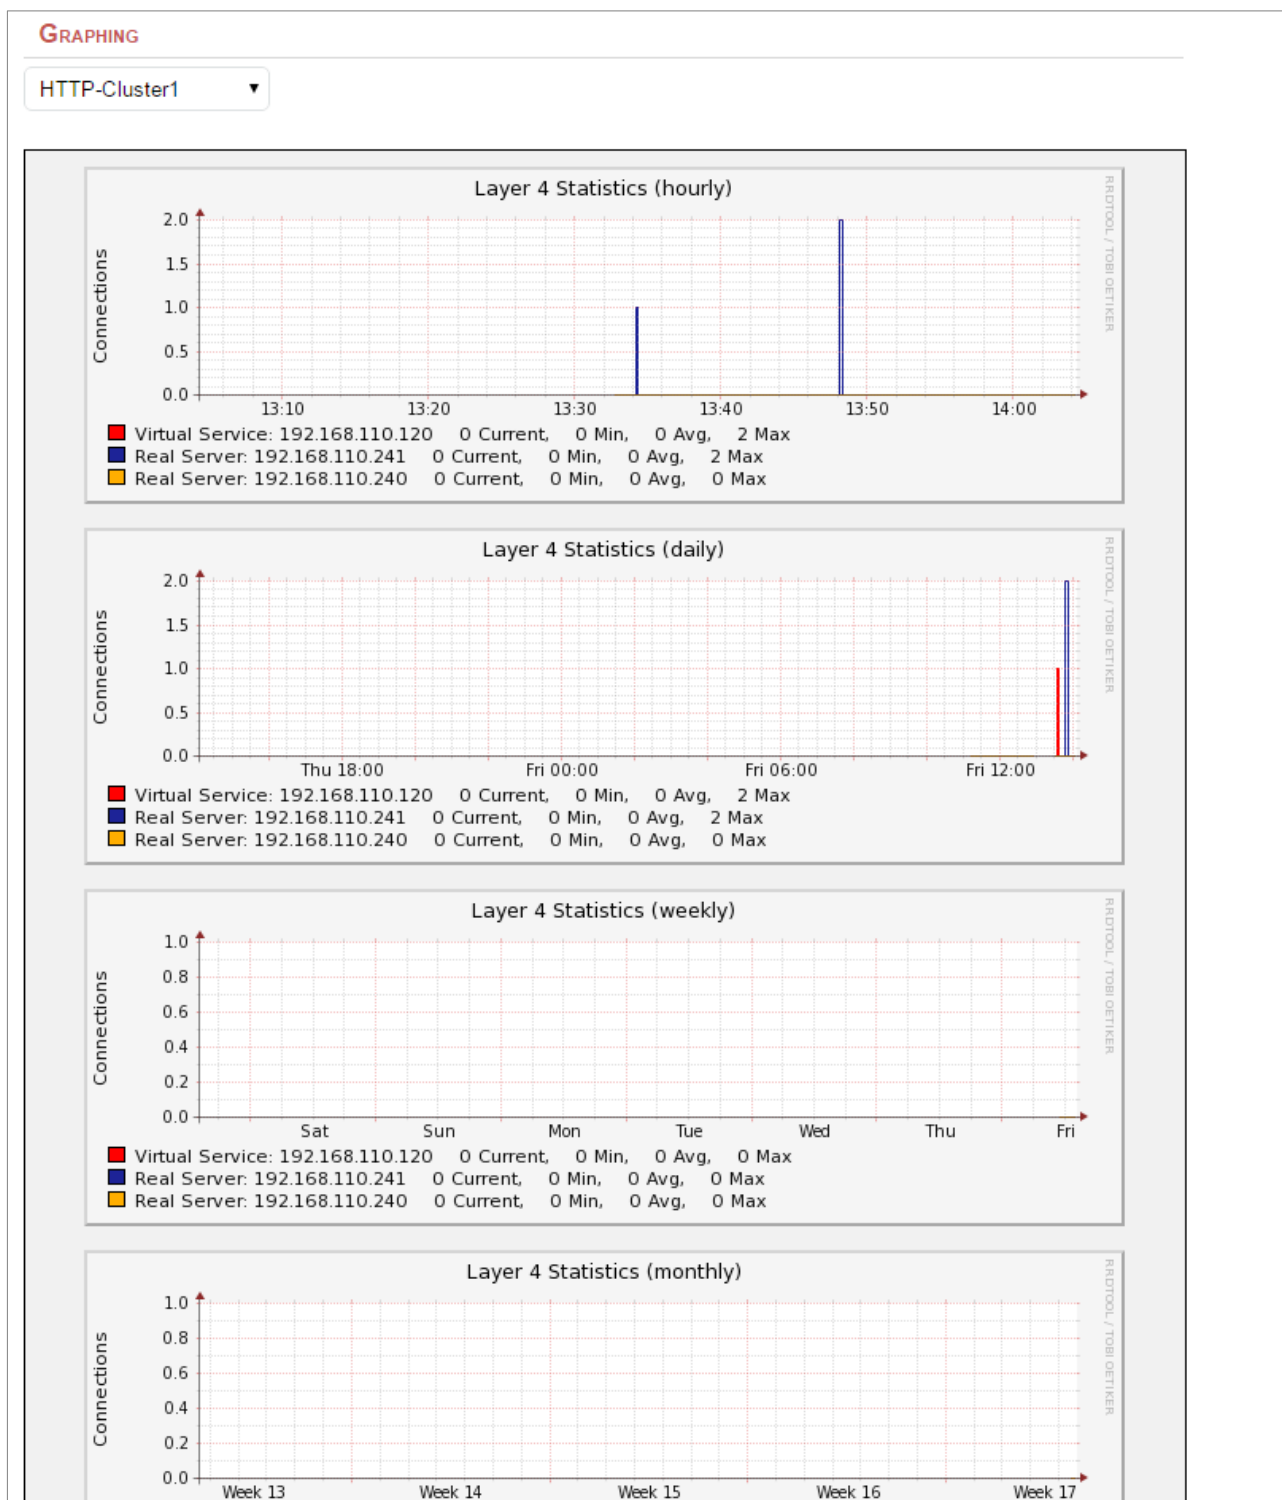 GRAPHING
HTTP-Cluster1
Layer 4 Statistics (hourly)
RRDTOOL / TOBI OETIKER
Connections
2.0
1.5
1.0
0.5
0.0
13:10 13:20 13:30 13:40 13:50 14:00
Virtual Service: 192.168.110.120 0 Current, 0 Min, 0 Avg, 2 Max
Real Server: 192.168.110.241 0 Current, 0 Min, 0 Avg, 2 Max
Real Server: 192.168.110.240 0 Current, 0 Min, 0 Avg, 0 Max
Layer 4 Statistics (daily)
RRDTOOL / TOBI OETIKER
Connections
2.0
1.5
1.0
0.5
0.0
Thu 18:00 Fri 00:00 Fri 06:00 Fri 12:00
Virtual Service: 192.168.110.120 0 Current, 0 Min, 0 Avg, 2 Max
Real Server: 192.168.110.241 0 Current, 0 Min, 0 Avg, 2 Max
Real Server: 192.168.110.240 0 Current, 0 Min, 0 Avg, 0 Max
Layer 4 Statistics (weekly)
RRDTOOL / TOBI OETIKER
Connections
1.0
0.8
0.6
0.4
0.2
0.0
Sat Sun Mon Tue Wed Thu Fri
Virtual Service: 192.168.110.120 0 Current, 0 Min, 0 Avg, 0 Max
Real Server: 192.168.110.241 0 Current, 0 Min, 0 Avg, 0 Max
Real Server: 192.168.110.240 0 Current, 0 Min, 0 Avg, 0 Max
Layer 4 Statistics (monthly)
RRDTOOL / TOBI OETIKER
Connections
1.0
0.8
0.6
0.4
0.2
0.0
Week 13 Week 14 Week 15 Week 16 Week 17